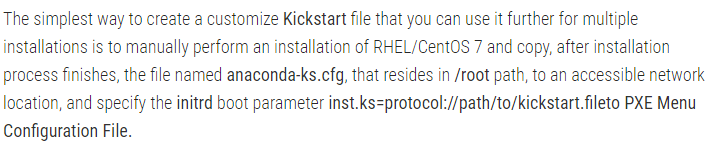 The simplest way to create a customize Kickstart file that you can use it further for multiple
installations is to manually perform an installation of RHEL/CentOS 7 and copy, after installation
process finishes, the file named anaconda-ks.cfg, that resides in /root path, to an accessible network
location, and specify the initrd boot parameter inst.ks=protocol://path/to/kickstart.fileto PXE Menu
Configuration File.